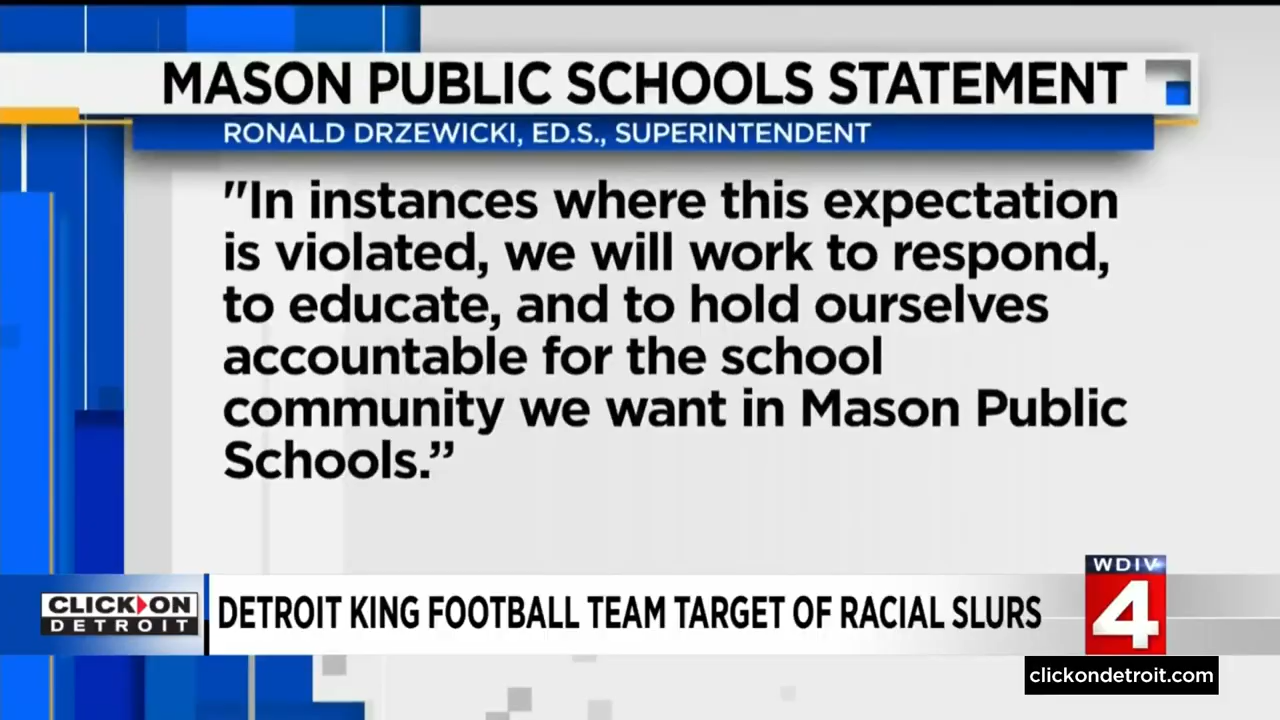 MASON PUBLIC SCHOOLS STATEMENT
RONALD DRZEWICKI, ED.S., SUPERINTENDENT
"In instances where this expectation
is violated, we will work to respond,
to educate, and to hold ourselves
accountable for the school
community we want in Mason Public
Schools.”
CLICK ON
DETROIT
DETROIT KING FOOTBALL TEAM TARGET OF RACIAL SLURS
WDIV
4
clickondetroit.com